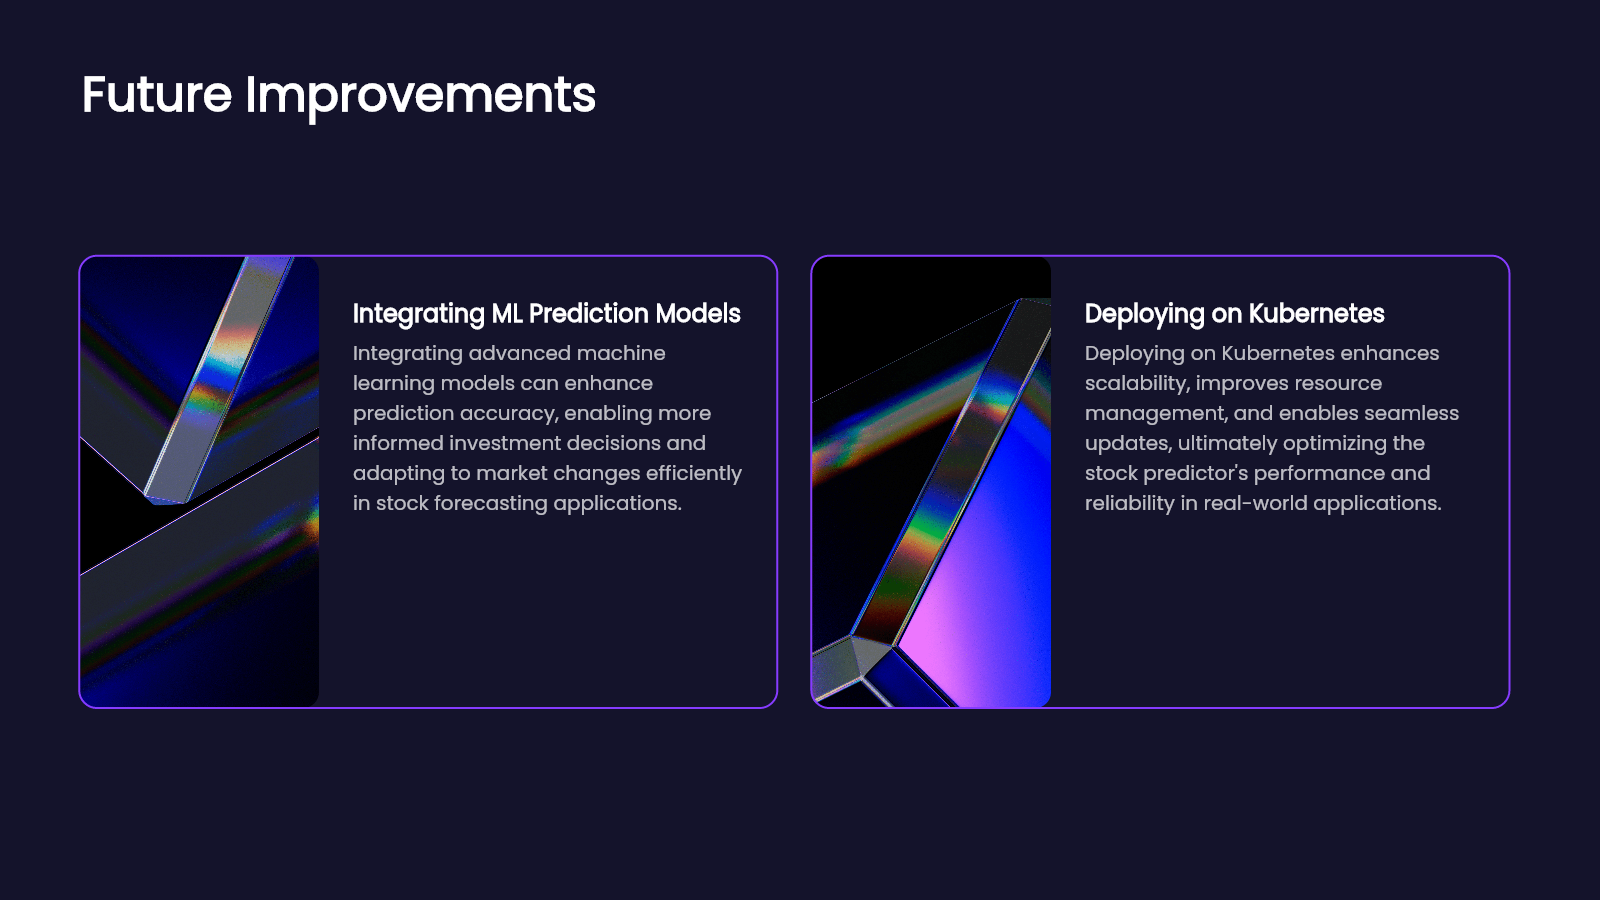 Future Improvements
Integrating ML Prediction Models
Integrating advanced machine
learning models can enhance
prediction accuracy, enabling more
informed investment decisions and
adapting to market changes efficiently
in stock forecasting applications.
Deploying on Kubernetes
Deploying on Kubernetes enhances
scalability, improves resource
management, and enables seamless
updates, ultimately optimizing the
stock predictor's performance and
reliability in real-world applications.